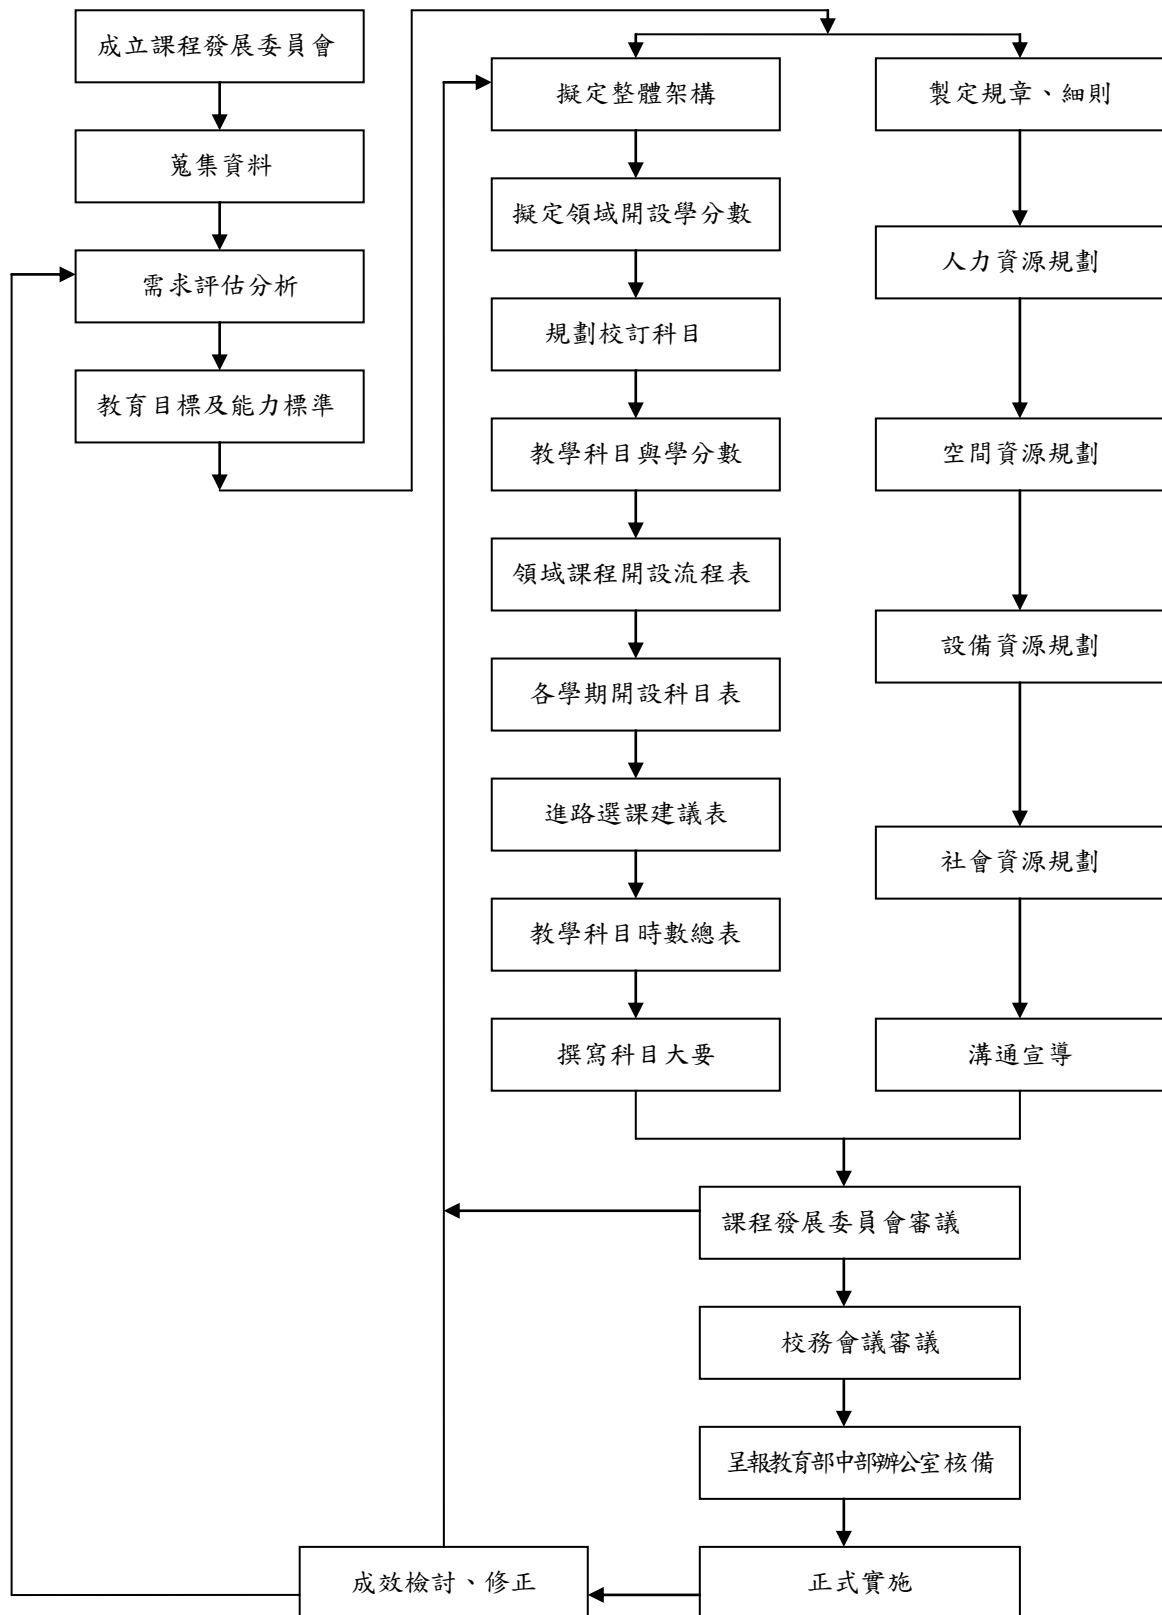 成立課程發展委員會
蒐集資料
需求評估分析
教育目標及能力標準
擬定整體架構
擬定領域開設學分數
規劃校訂科目
教學科目與學分數
領域課程開設流程表
各學期開設科目表
進路選課建議表
教學科目時數總表
撰寫科目大要
製定規章、細則
人力資源規劃
空間資源規劃
設備資源規劃
社會資源規劃
溝通宣導
課程發展委員會審議
校務會議審議
呈報教育部中部辦公室核備
正式實施
成效檢討、修正